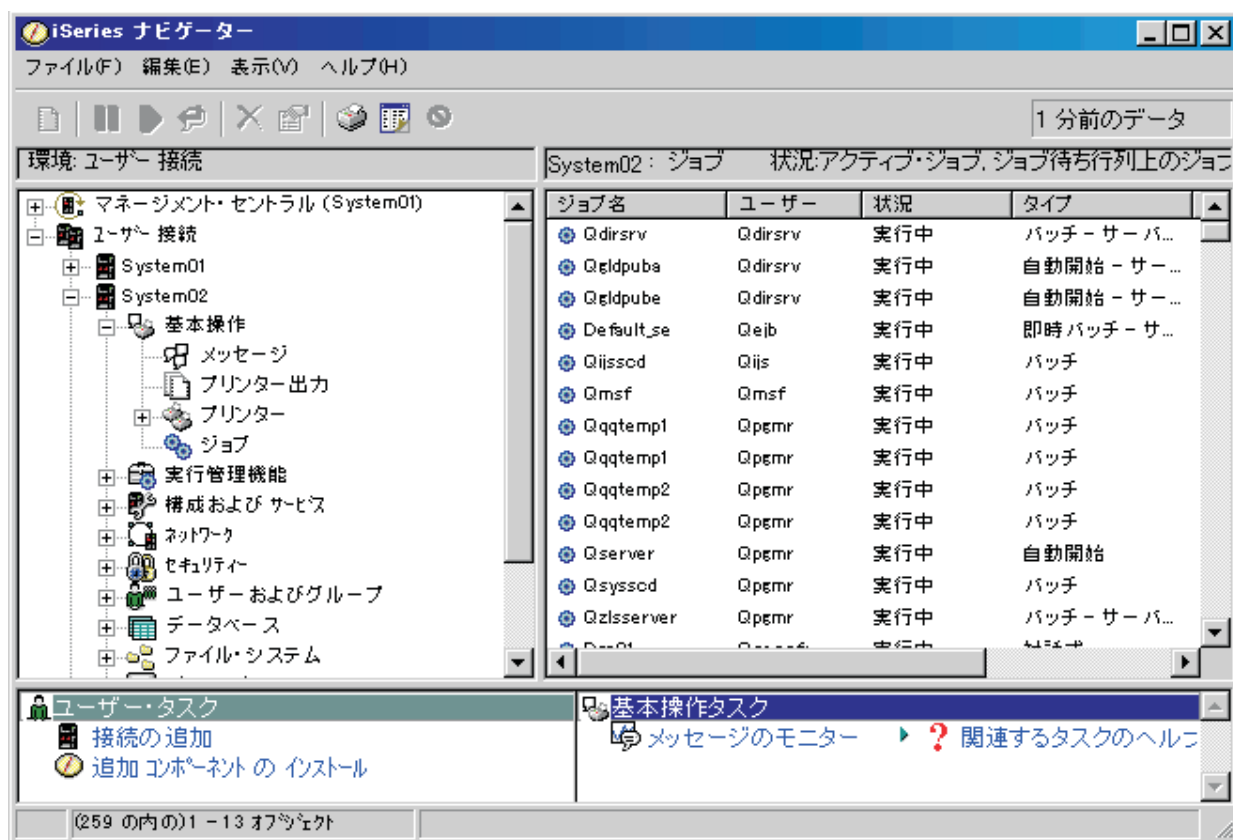 iSeries ナビゲーター
ファイル(F) 編集(E) 表示(V) ヘルプ(H)
1 分前のデータ
環境: ユーザー 接続
System02 : ジョブ 状況:アクティブ・ジョブ, ジョブ待ち行列上のジョブ
マネージメント・セントラル (System01)
ユーザー 接続
System01
System02
基本操作
メッセージ
プリンター出力
プリンター
ジョブ
実行管理機能
構成および サービス
ネットワーク
セキュリティー
ユーザーおよびグループ
データベース
ファイル・システム
ジョブ名 ユーザー 状況 タイプ
Qdirsrv Qdirsrv 実行中 バッチ - サーバ...
Qgldpuba Qdirsrv 実行中 自動開始 - サー...
Qgldpube Qdirsrv 実行中 自動開始 - サー...
Default_se Qejb 実行中 即時バッチ - サ...
Qijsscd Qijs 実行中 バッチ
Qmsf Qmsf 実行中 バッチ
Qqqtemp1 Qpgmr 実行中 バッチ
Qqqtemp1 Qpgmr 実行中 バッチ
Qqqtemp2 Qpgmr 実行中 バッチ
Qqqtemp2 Qpgmr 実行中 バッチ
Qserver Qpgmr 実行中 自動開始
Qsysscd Qpgmr 実行中 バッチ
Qzlsserver Qpgmr 実行中 バッチ - サーバ...
ユーザー・タスク
接続の追加
追加 コンポーネント の インストール
基本操作タスク
メッセージのモニター
? 関連するタスクのヘルプ
(259 の内の)1 - 13 オブジェクト